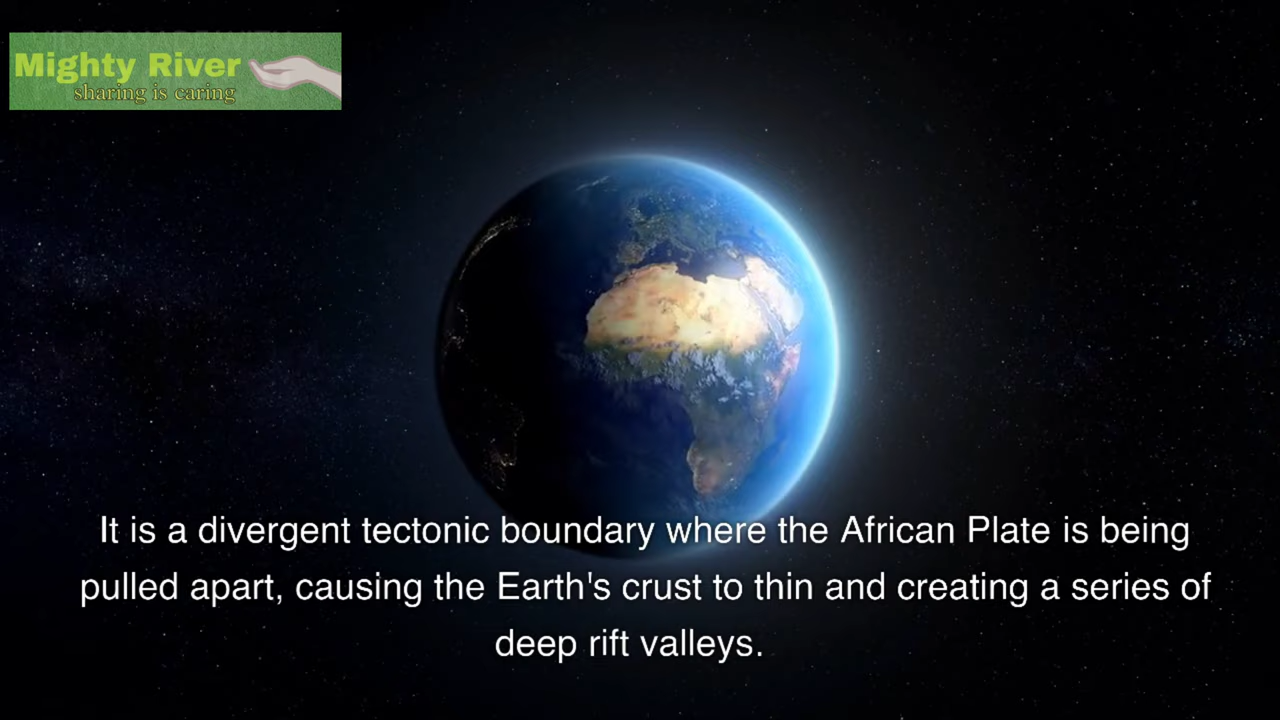 Mighty River
sharing is caring
It is a divergent tectonic boundary where the African Plate is being
pulled apart, causing the Earth's crust to thin and creating a series of
deep rift valleys.